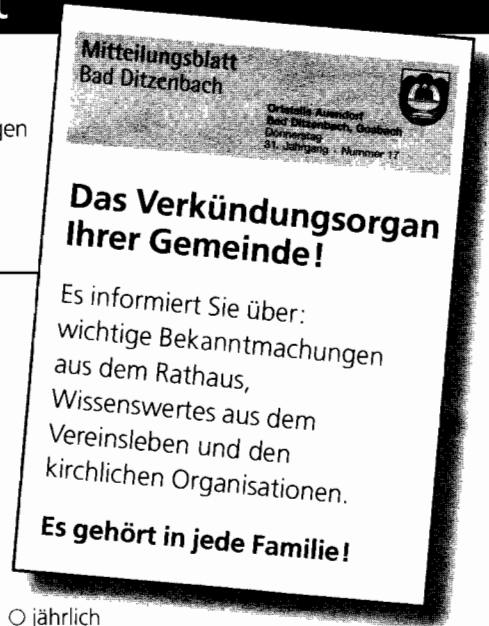 t
Mitteilungsblatt
Bad Ditzenbach
Ortsteile Auendorf
Bad Ditzenbach, Gosbach
Donnerstag
31. Jahrgang · Nummer 17
gen
Das Verkündungsorgan
Ihrer Gemeinde!
Es informiert Sie über:
wichtige Bekanntmachungen
aus dem Rathaus,
Wissenswertes aus dem
Vereinsleben und den
kirchlichen Organisationen.
Es gehört in jede Familie!
jährlich